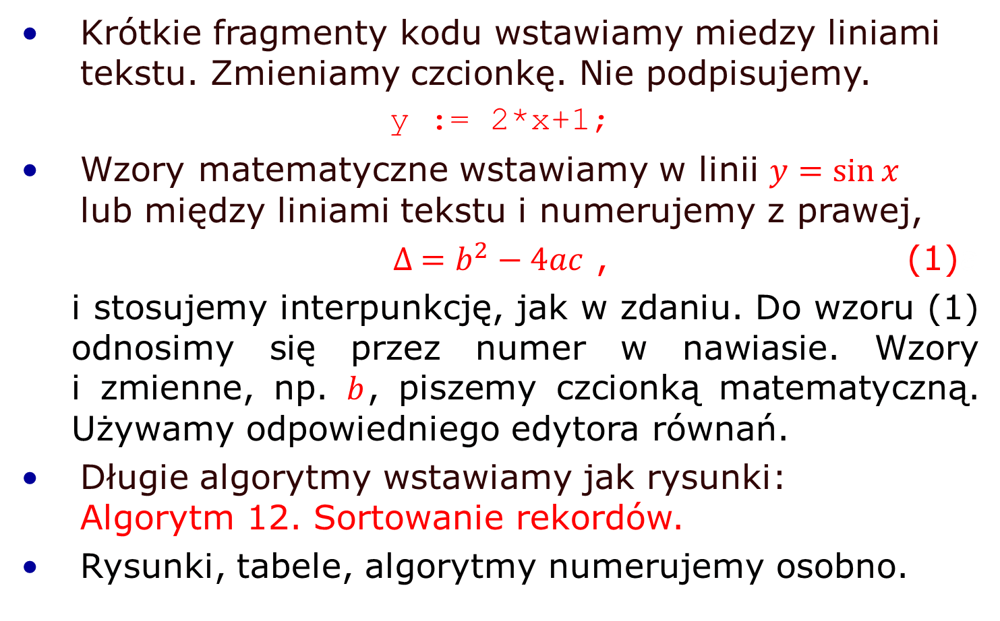 • Krótkie fragmenty kodu wstawiamy miedzy liniami
tekstu. Zmieniamy czcionkę. Nie podpisujemy.
y := 2*x+1;
• Wzory matematyczne wstawiamy w linii y = sin x
lub między liniami tekstu i numerujemy z prawej,
Δ = b² − 4ac , (1)
i stosujemy interpunkcję, jak w zdaniu. Do wzoru (1)
odnosimy się przez numer w nawiasie. Wzory
i zmienne, np. b, piszemy czcionką matematyczną.
Używamy odpowiedniego edytora równań.
• Długie algorytmy wstawiamy jak rysunki:
Algorytm 12. Sortowanie rekordów.
• Rysunki, tabele, algorytmy numerujemy osobno.